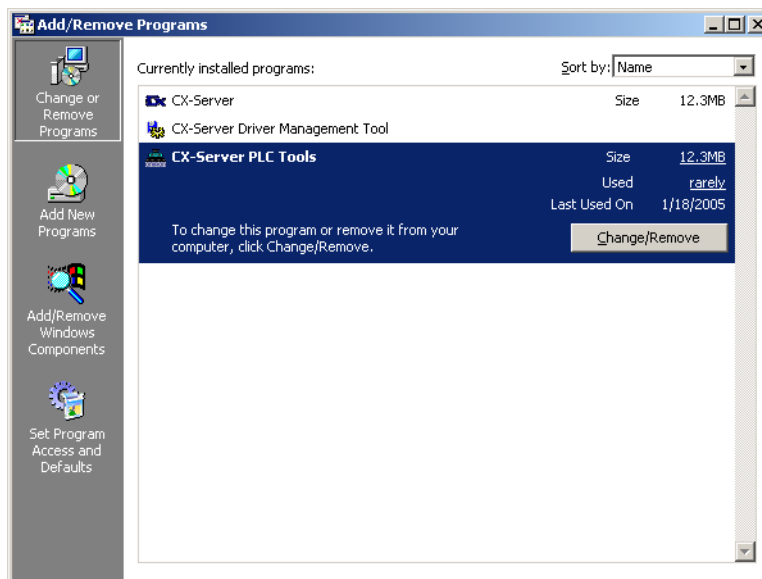 Add/Remove Programs
Change or
Remove
Programs
Add New
Programs
Add/Remove
Windows
Components
Set Program
Access and
Defaults
Currently installed programs:
Sort by: Name
CX-Server Size 12.3MB
CX-Server Driver Management Tool
CX-Server PLC Tools Size 12.3MB
Used rarely
Last Used On 1/18/2005
To change this program or remove it from your
computer, click Change/Remove.
Change/Remove